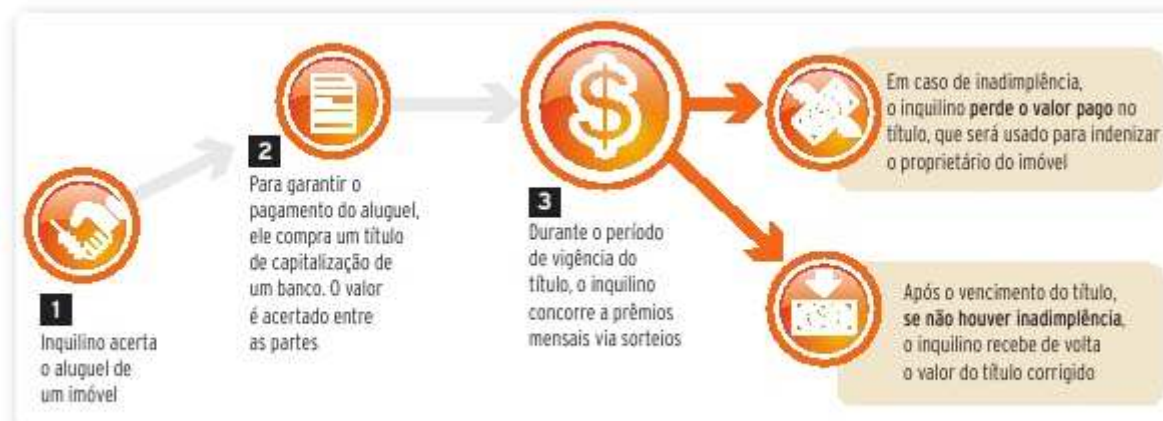 1
Inquilino acerta
o aluguel de
um imóvel
2
Para garantir o
pagamento do aluguel,
ele compra um título
de capitalização de
um banco. O valor
é acertado entre
as partes
3
Durante o período
de vigência do
título, o inquilino
concorre a prêmios
mensais via sorteios
Em caso de inadimplência,
o inquilino perde o valor pago no
título, que será usado para indenizar
o proprietário do imóvel
Após o vencimento do título,
se não houver inadimplência,
o inquilino recebe de volta
o valor do título corrigido